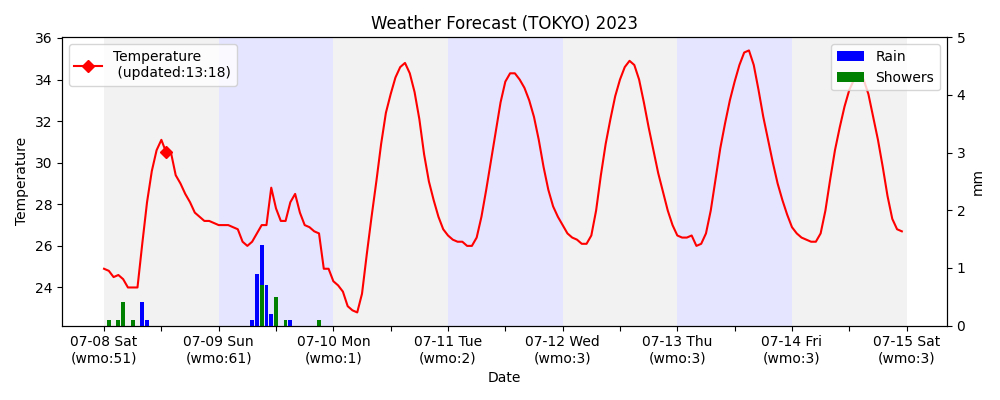 Weather Forecast (TOKYO) 2023
Temperature
(updated:13:18)
Rain
Showers
36
34
32
30
28
26
24
Temperature
5
4
3
2
1
0
mm
07-08 Sat
(wmo:51)
07-09 Sun
(wmo:61)
07-10 Mon
(wmo:1)
07-11 Tue
(wmo:2)
07-12 Wed
(wmo:3)
07-13 Thu
(wmo:3)
07-14 Fri
(wmo:3)
07-15 Sat
(wmo:3)
Date